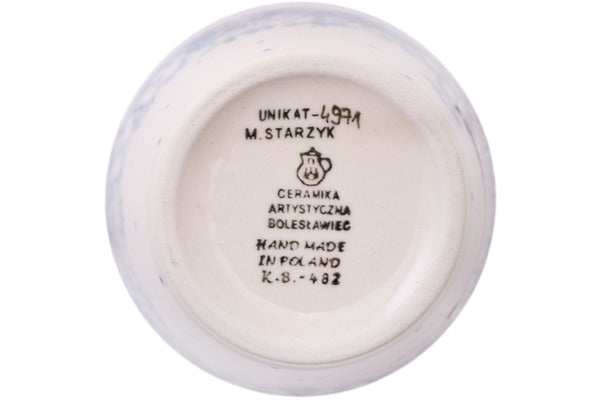 UNIKAT-4971
M. STARZYK
B
CERAMIKA
ARTYSTYCZNA
BOLESŁAWIEC
HAND MADE
IN POLAND
K.B.-482